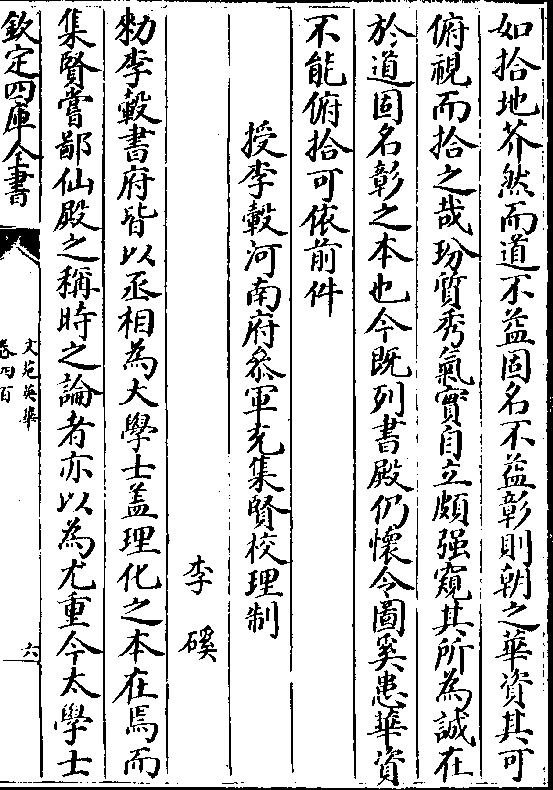 如拾地芥然而道不益固名不益彰則朝之華資其可
俯視而拾之哉玢質秀氣實自立頗强窺其所為誠在
於道固名彰之本也今既列書殿仍懷令圖奚患華資
不能俯拾可依前件
授李瑴河南府叅軍充集賢校理制
李磎
勅李瑴書府皆以丞相為大學士盖理化之本在焉而
集賢嘗鄙仙殿之稱時之論者亦以為尤重今太學士
欽定四庫全書
文苑英華
卷四百
六